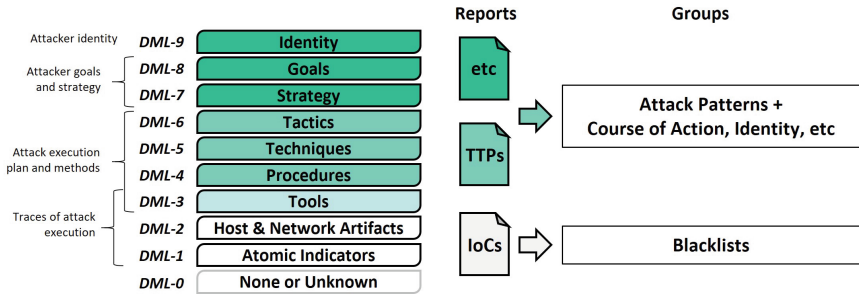 Reports
Groups
Attacker identity
DML-9
Identity
Attacker goals
and strategy
DML-8
Goals
DML-7
Strategy
Attack execution
plan and methods
DML-6
Tactics
DML-5
Techniques
DML-4
Procedures
DML-3
Tools
Traces of attack
execution
DML-2
Host & Network Artifacts
DML-1
Atomic Indicators
DML-0
None or Unknown
etc
TTPs
Attack Patterns +
Course of Action, Identity, etc
IoCs
Blacklists